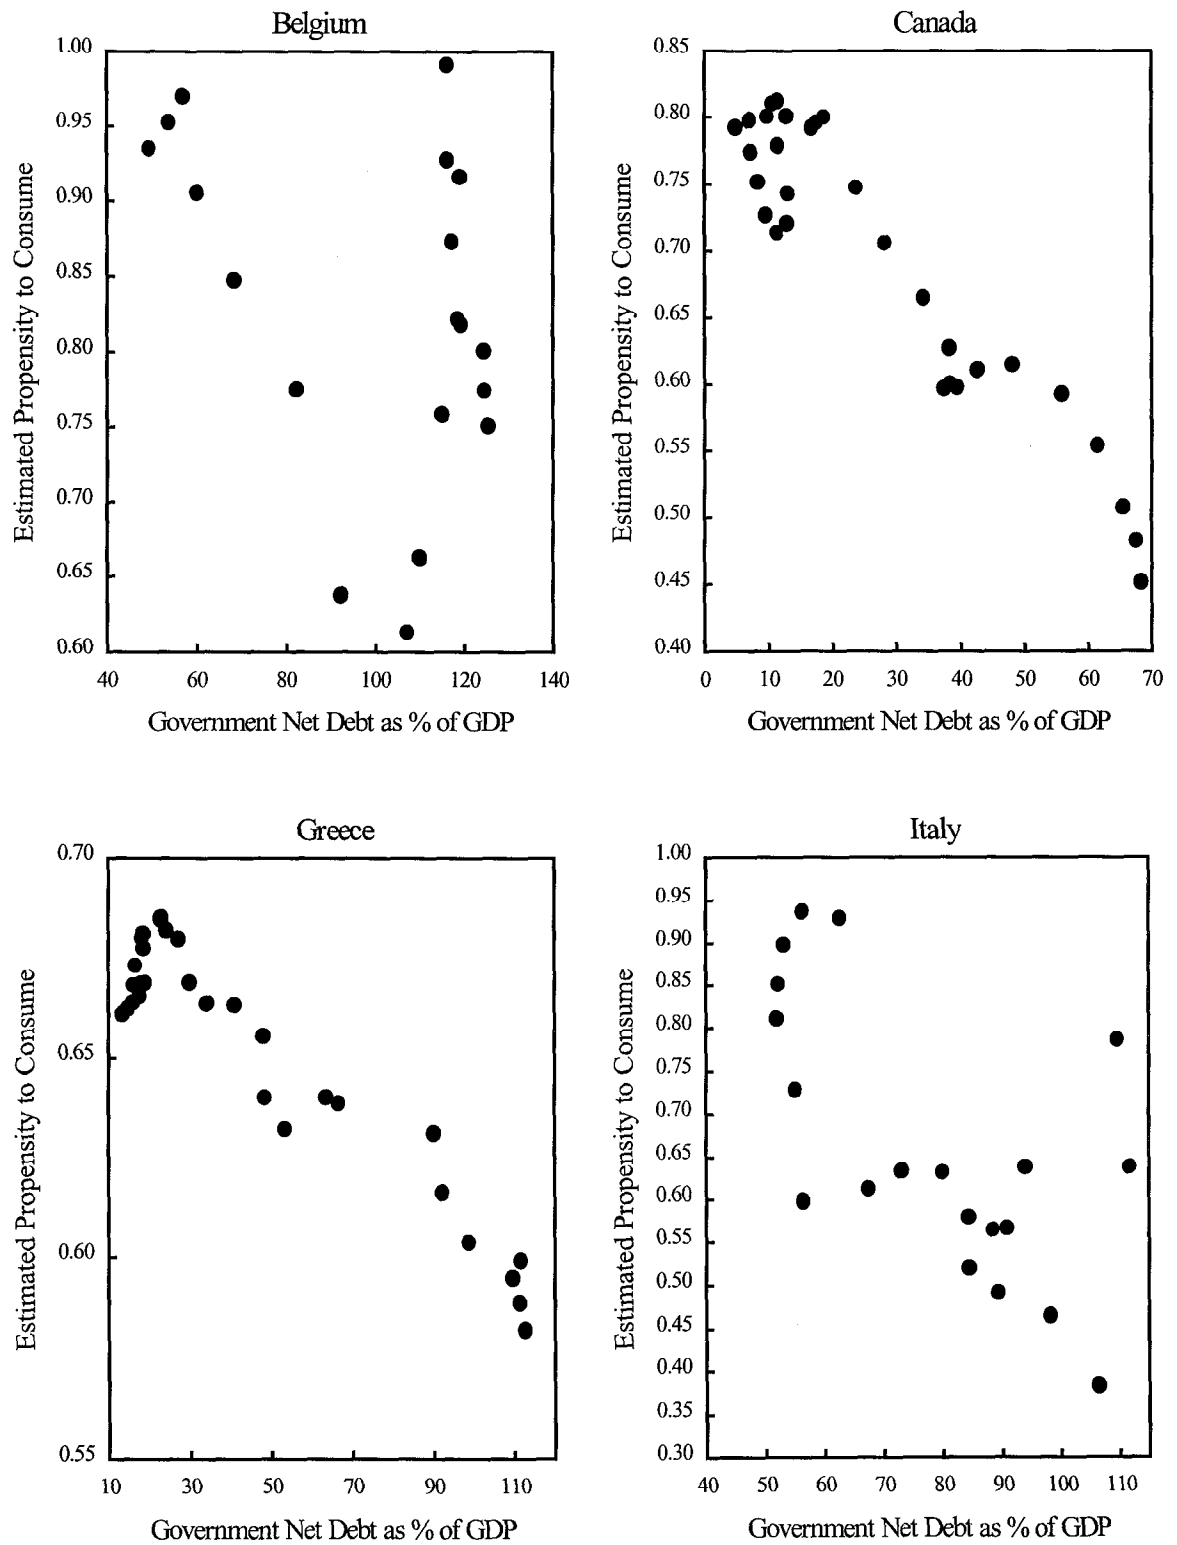 Belgium
1.00
0.95
0.90
0.85
0.80
0.75
0.70
0.65
0.60
40 60 80 100 120 140
Estimated Propensity to Consume
Government Net Debt as % of GDP
Canada
0.85
0.80
0.75
0.70
0.65
0.60
0.55
0.50
0.45
0.40
0 10 20 30 40 50 60 70
Estimated Propensity to Consume
Government Net Debt as % of GDP
Greece
0.70
0.65
0.60
0.55
10 30 50 70 90 110
Estimated Propensity to Consume
Government Net Debt as % of GDP
Italy
1.00
0.95
0.90
0.85
0.80
0.75
0.70
0.65
0.60
0.55
0.50
0.45
0.40
0.35
0.30
40 50 60 70 80 90 100 110
Estimated Propensity to Consume
Government Net Debt as % of GDP